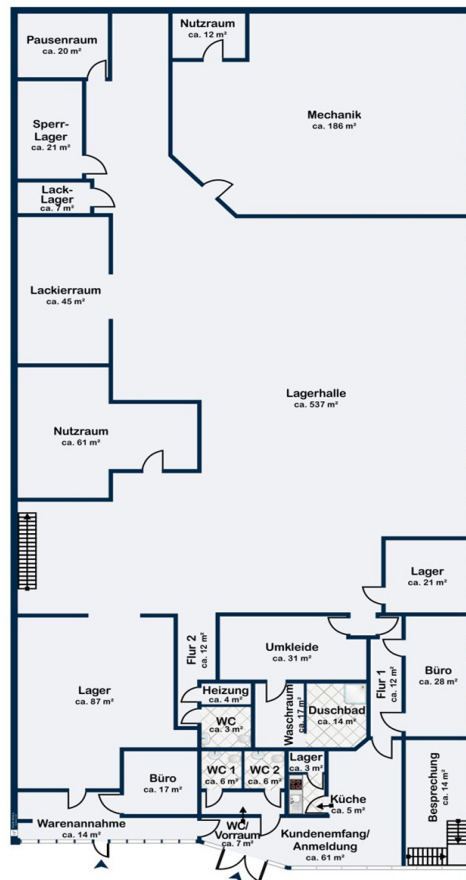 Pausenraum
ca. 20 m²
Nutzraum
ca. 12 m²
Mechanik
ca. 186 m²
Sperr-
Lager
ca. 21 m²
Lack-
Lager
ca. 7 m²
Lackierraum
ca. 45 m²
Lagerhalle
ca. 537 m²
Nutzraum
ca. 61 m²
Lager
ca. 21 m²
Flur 2
ca. 12 m²
Umkleide
ca. 31 m²
Flur 1
ca. 12 m²
Büro
ca. 28 m²
Lager
ca. 87 m²
Heizung
ca. 4 m²
WC
ca. 3 m²
Waschraum
ca. 17 m²
Duschbad
ca. 14 m²
Büro
ca. 17 m²
WC 1
ca. 6 m²
WC 2
ca. 6 m²
Lager
ca. 3 m²
Küche
ca. 5 m²
Besprechung
ca. 14 m²
Warenannahme
ca. 14 m²
WC/
Vorraum
ca. 7 m²
Kundenemfang/
Anmeldung
ca. 61 m²